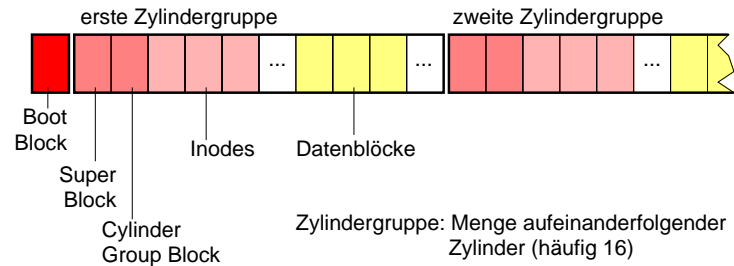 erste Zylindergruppe
zweite Zylindergruppe
...
...
...
Boot
Block
Inodes
Datenblöcke
Super
Block
Cylinder
Group Block
Zylindergruppe: Menge aufeinanderfolgender
Zylinder (häufig 16)